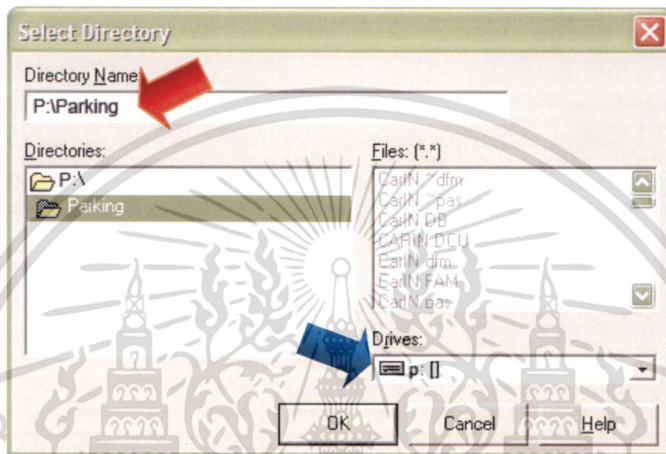 Select Directory
Directory Name:
P:\Parking
Directories:
P:\
Parking
Files: (*.*)
CarIN ~dfm
CarIN ~pas
CarIN DB
CARIN DCU
CarIN dfm
CarIN FAM
CarIN pas
Drives:
p: []
OK
Cancel
Help